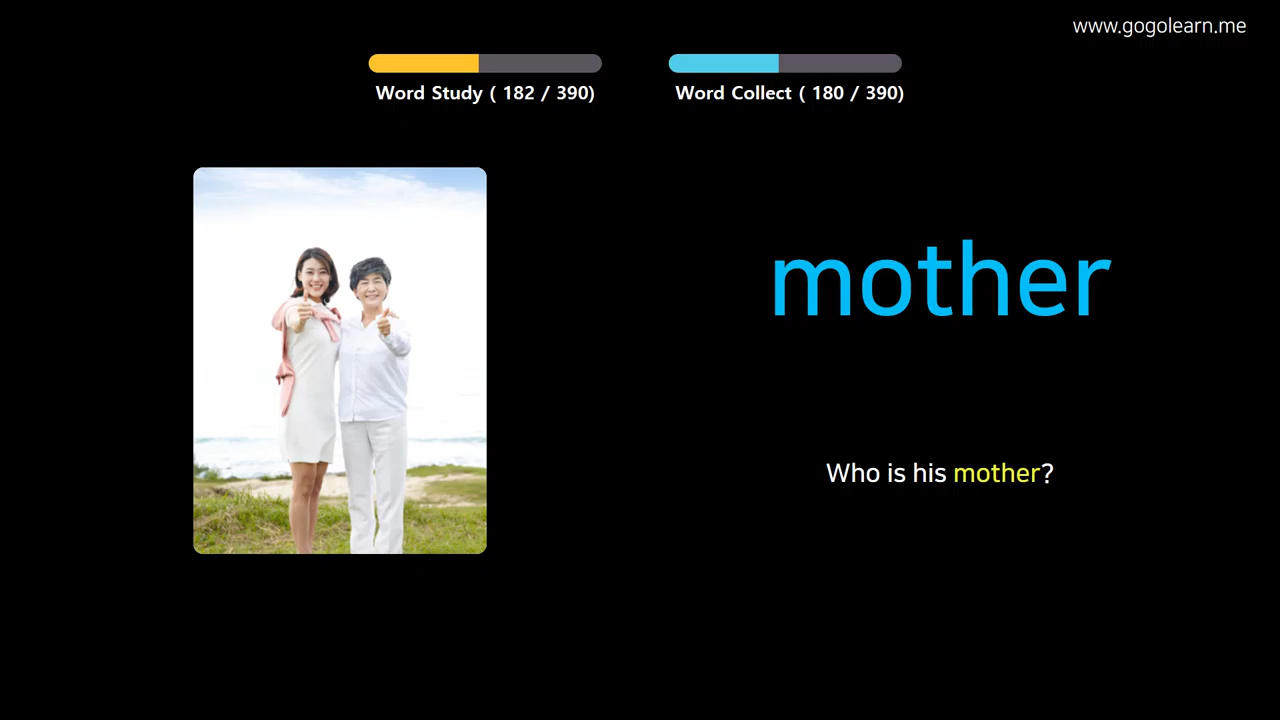 www.gogolearn.me
Word Study ( 182 / 390)
Word Collect ( 180 / 390)
mother
Who is his mother?